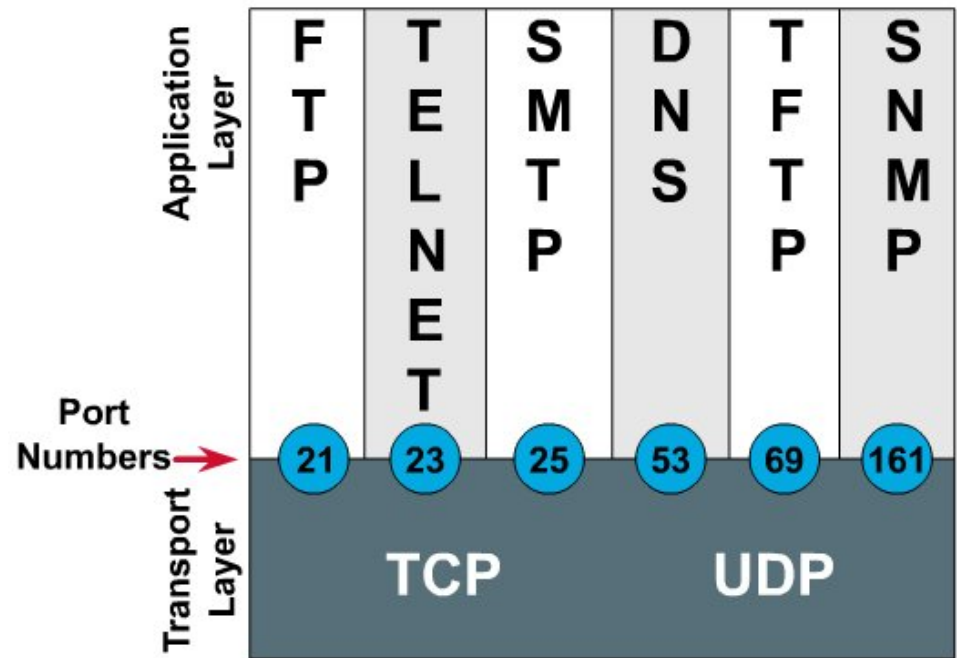 Application
Layer
FTP
TELNET
SMTP
DNS
TFTP
SNMP
Port
Numbers
21
23
25
53
69
161
Transport
Layer
TCP
UDP